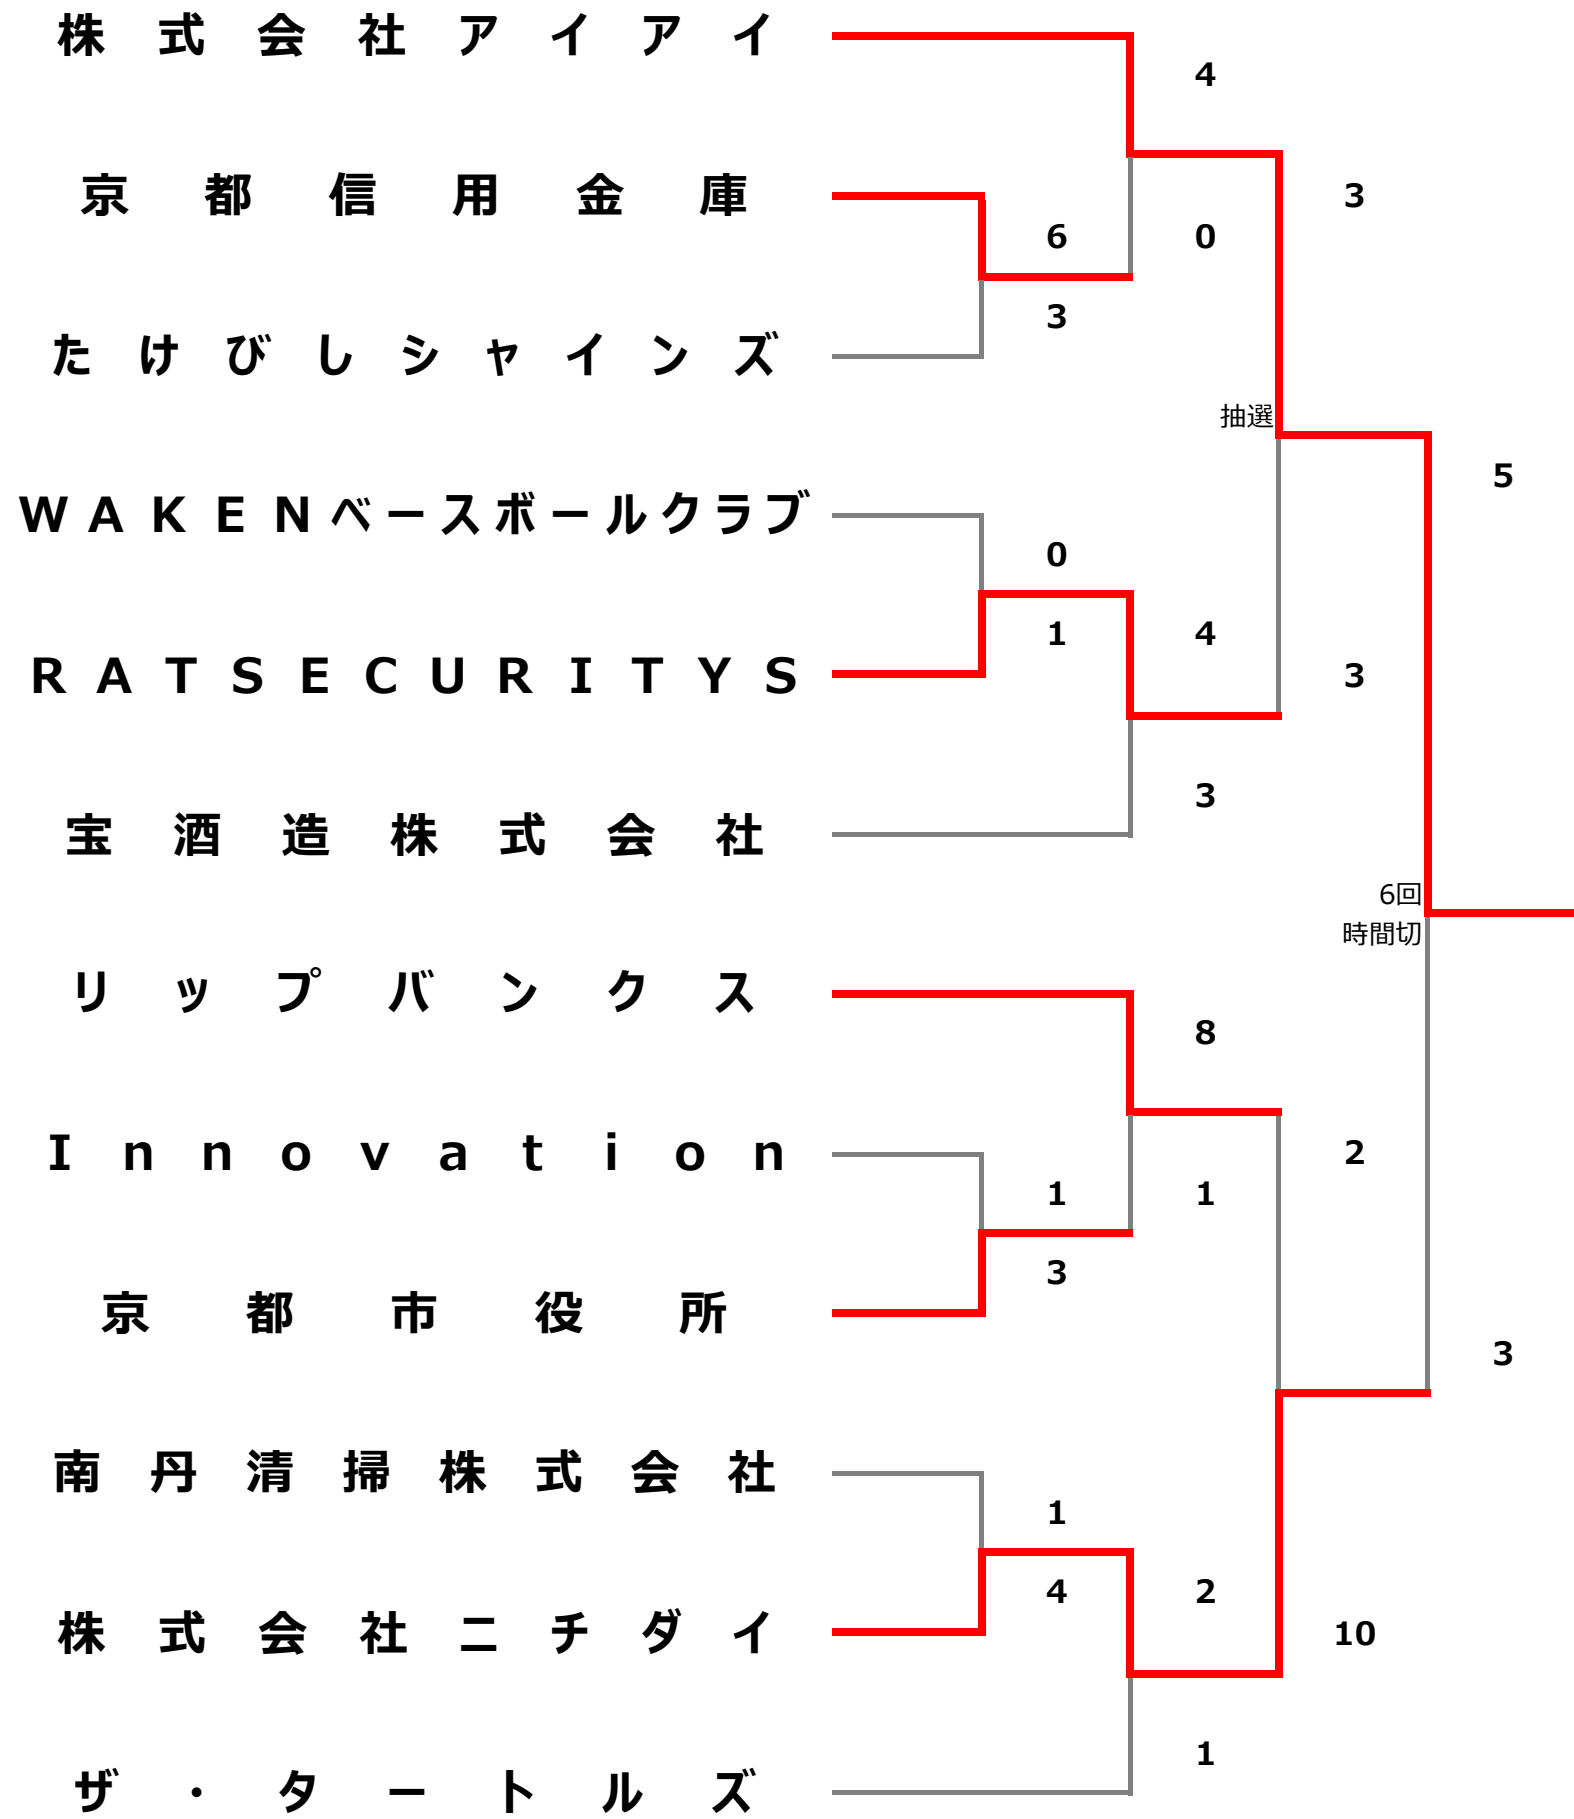 株式会社アイアイ
4
京都信用金庫
3
6
0
3
たけびしシャインズ
抽選
5
WAKENベースボールクラブ
0
1
4
RATSECURITYS
3
3
宝酒造株式会社
6回
時間切
リップバンクス
8
Innovation
2
1
1
3
京都市役所
3
南丹清掃株式会社
1
4
2
株式会社ニチダイ
10
1
ザ・タートルズ